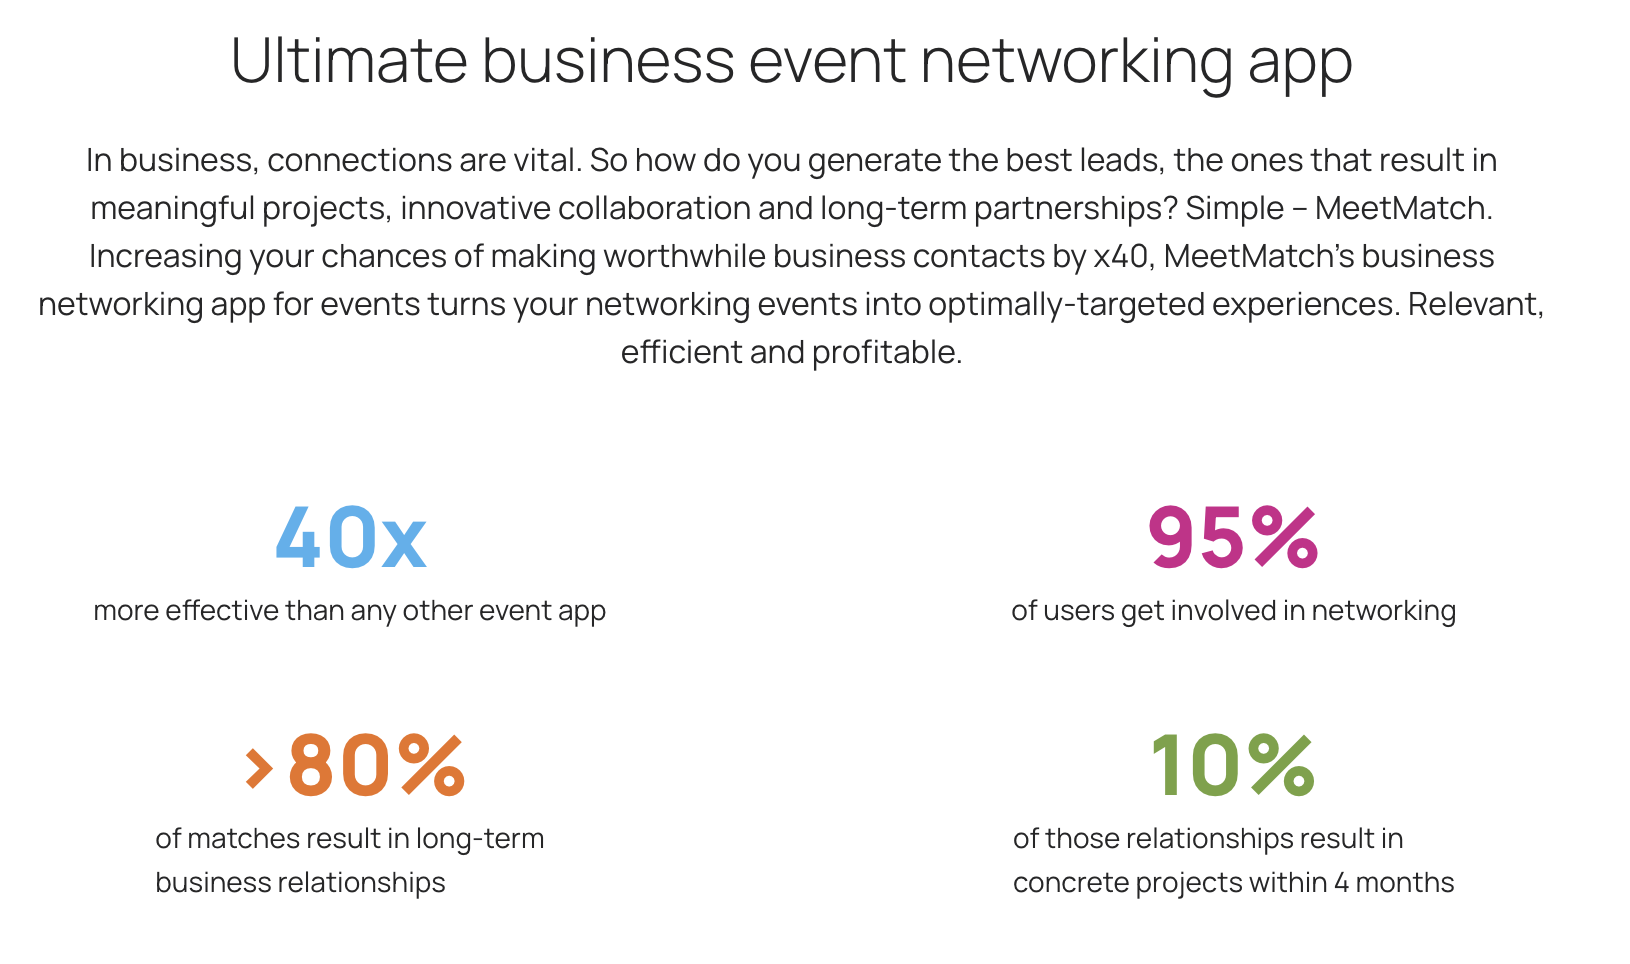 Ultimate business event networking app
In business, connections are vital. So how do you generate the best leads, the ones that result in
meaningful projects, innovative collaboration and long-term partnerships? Simple – MeetMatch.
Increasing your chances of making worthwhile business contacts by x40, MeetMatch’s business
networking app for events turns your networking events into optimally-targeted experiences. Relevant,
efficient and profitable.
40x
more effective than any other event app
95%
of users get involved in networking
>80%
of matches result in long-term
business relationships
10%
of those relationships result in
concrete projects within 4 months